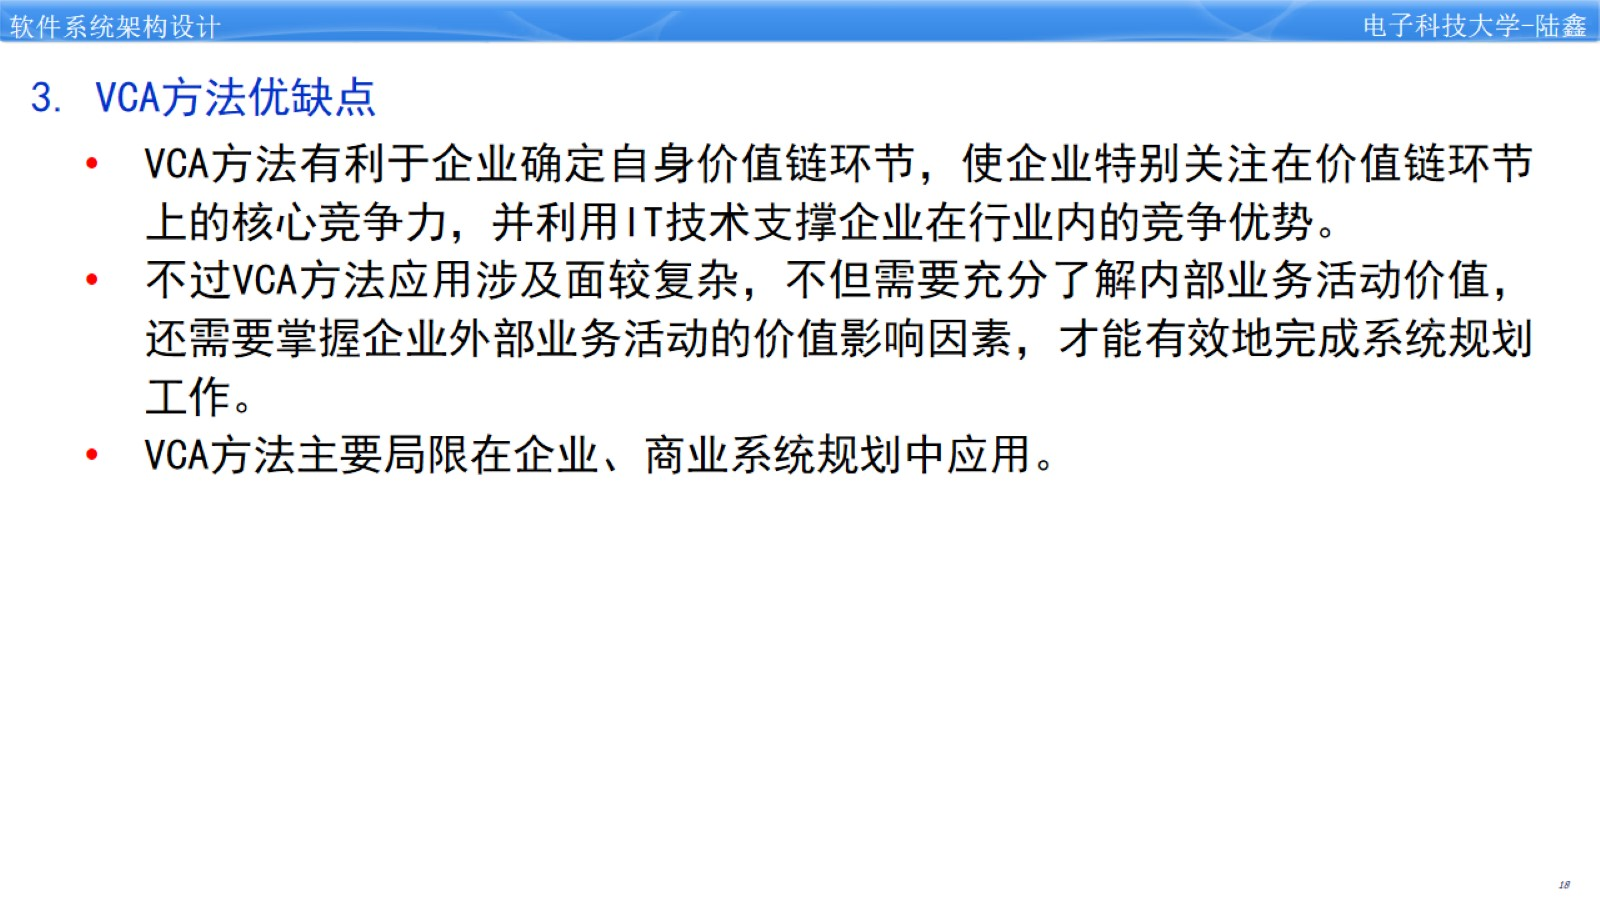 软件系统架构设计
电子科技大学-陆鑫
3. VCA方法优缺点
• VCA方法有利于企业确定自身价值链环节，使企业特别关注在价值链环节
上的核心竞争力，并利用IT技术支撑企业在行业内的竞争优势。
• 不过VCA方法应用涉及面较复杂，不但需要充分了解内部业务活动价值，
还需要掌握企业外部业务活动的价值影响因素，才能有效地完成系统规划
工作。
• VCA方法主要局限在企业、商业系统规划中应用。
18